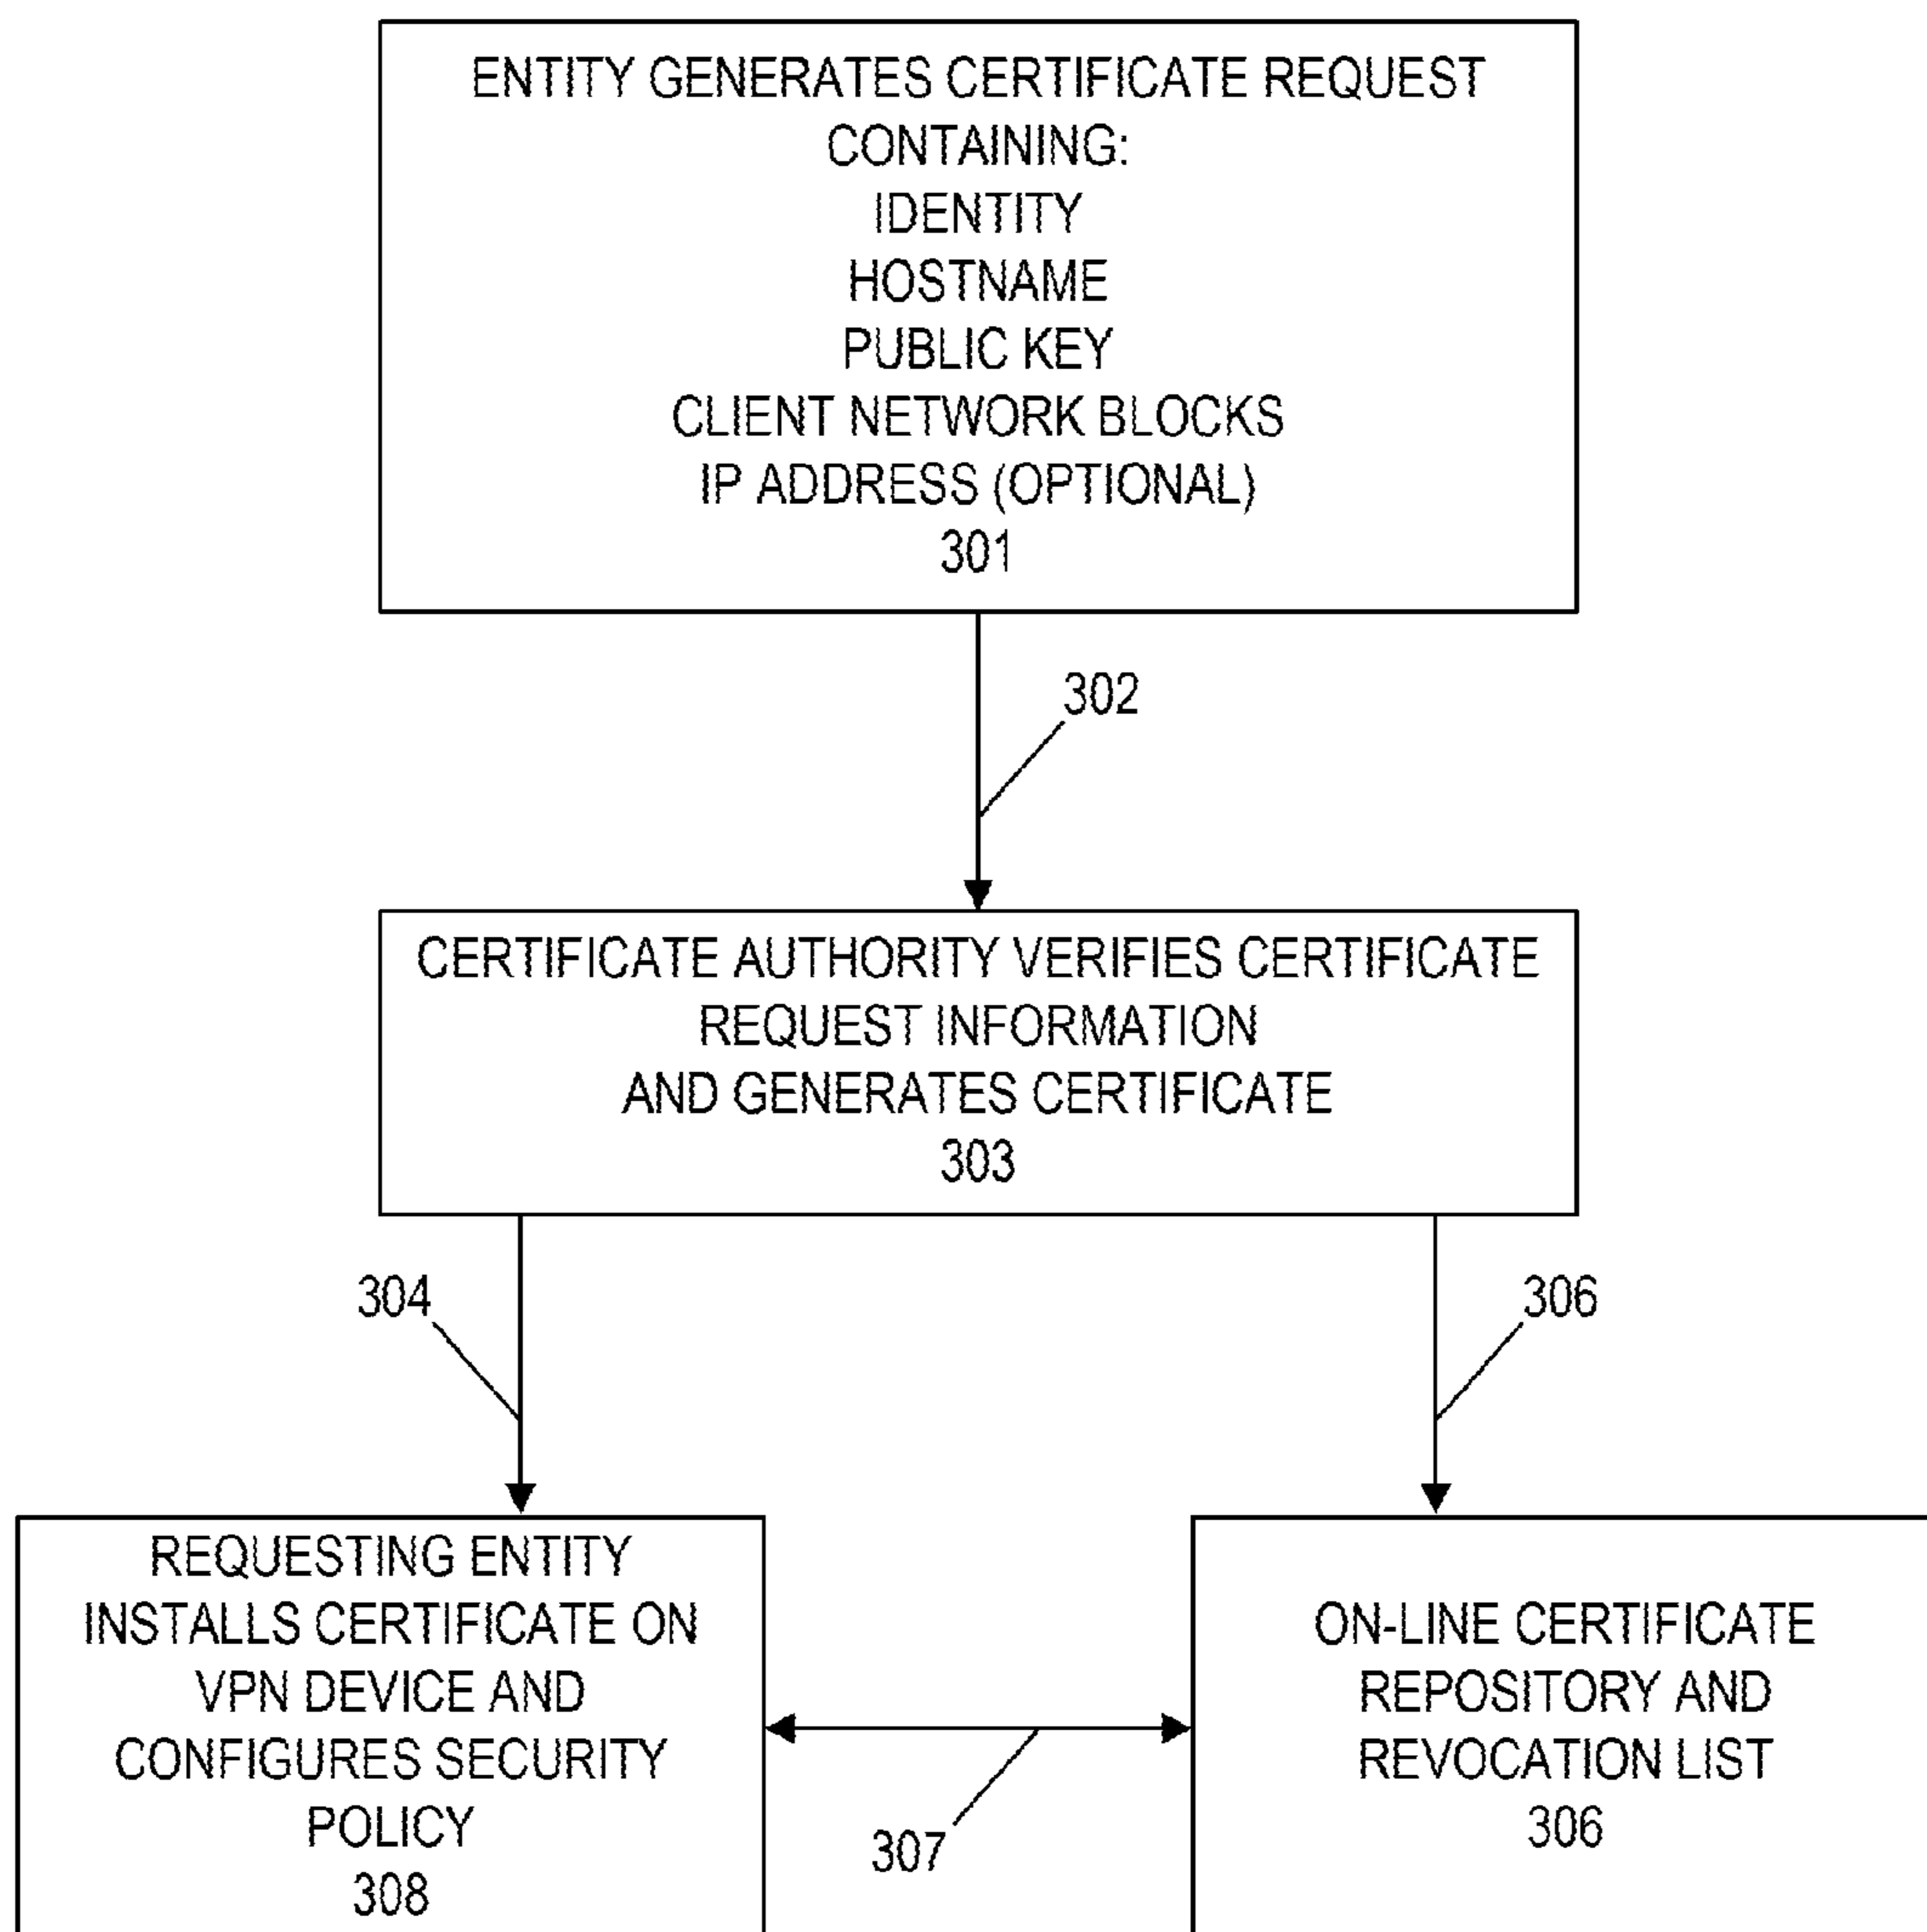 ENTITY GENERATES CERTIFICATE REQUEST
CONTAINING:
IDENTITY
HOSTNAME
PUBLIC KEY
CLIENT NETWORK BLOCKS
IP ADDRESS (OPTIONAL)
301
302
CERTIFICATE AUTHORITY VERIFIES CERTIFICATE
REQUEST INFORMATION
AND GENERATES CERTIFICATE
303
304
306
REQUESTING ENTITY
INSTALLS CERTIFICATE ON
VPN DEVICE AND
CONFIGURES SECURITY
POLICY
308
307
ON-LINE CERTIFICATE
REPOSITORY AND
REVOCATION LIST
306